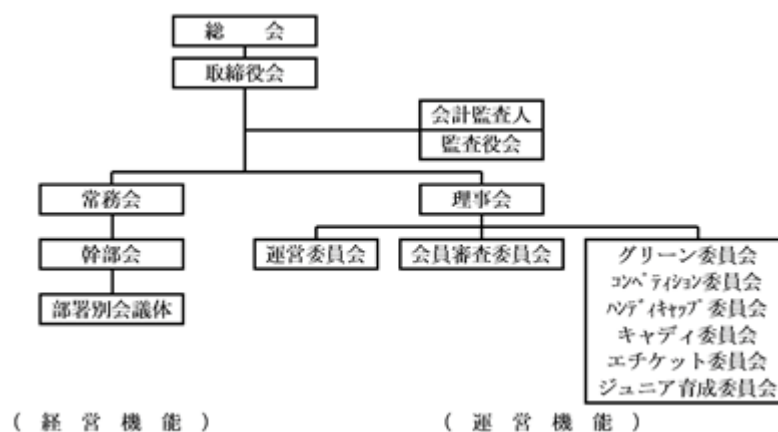 総　会
取締役会
会計監査人
監査役会
常務会
理事会
幹部会
運営委員会
会員審査委員会
グリーン委員会
ｺﾝﾍﾟﾃｨｼｮﾝ委員会
ﾊﾝﾃﾞｨｷｬｯﾌﾟ委員会
キャディ委員会
エチケット委員会
ジュニア育成委員会
部署別会議体
（経営機能）
（運営機能）